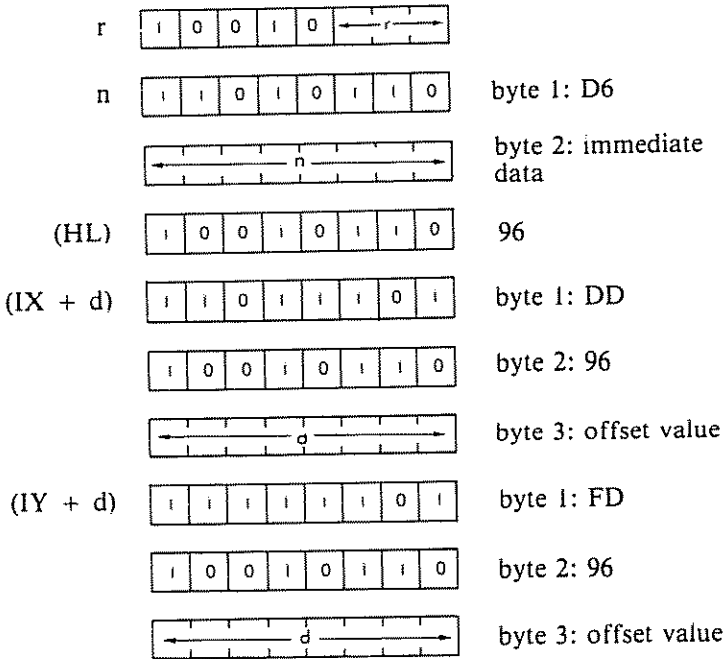 r 1 0 0 1 0 r
n 1 1 0 1 0 1 1 0 byte 1: D6
n byte 2: immediate
data
(HL) 1 0 0 1 0 1 1 0 96
(IX + d) 1 1 0 1 1 1 0 1 byte 1: DD
1 0 0 1 0 1 1 0 byte 2: 96
d byte 3: offset value
(IY + d) 1 1 1 1 1 1 0 1 byte 1: FD
1 0 0 1 0 1 1 0 byte 2: 96
d byte 3: offset value